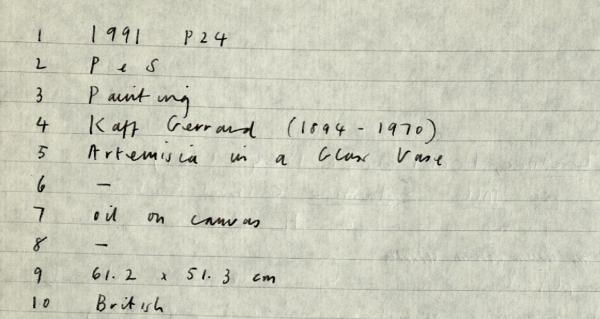 1 1991 P24
2 P e S
3 Painting
4 Kaff Gerrard (1894 - 1970)
5 Artemisia in a Glass Vase
6 -
7 oil on canvas
8 -
9 61.2 x 51.3 cm
10 British